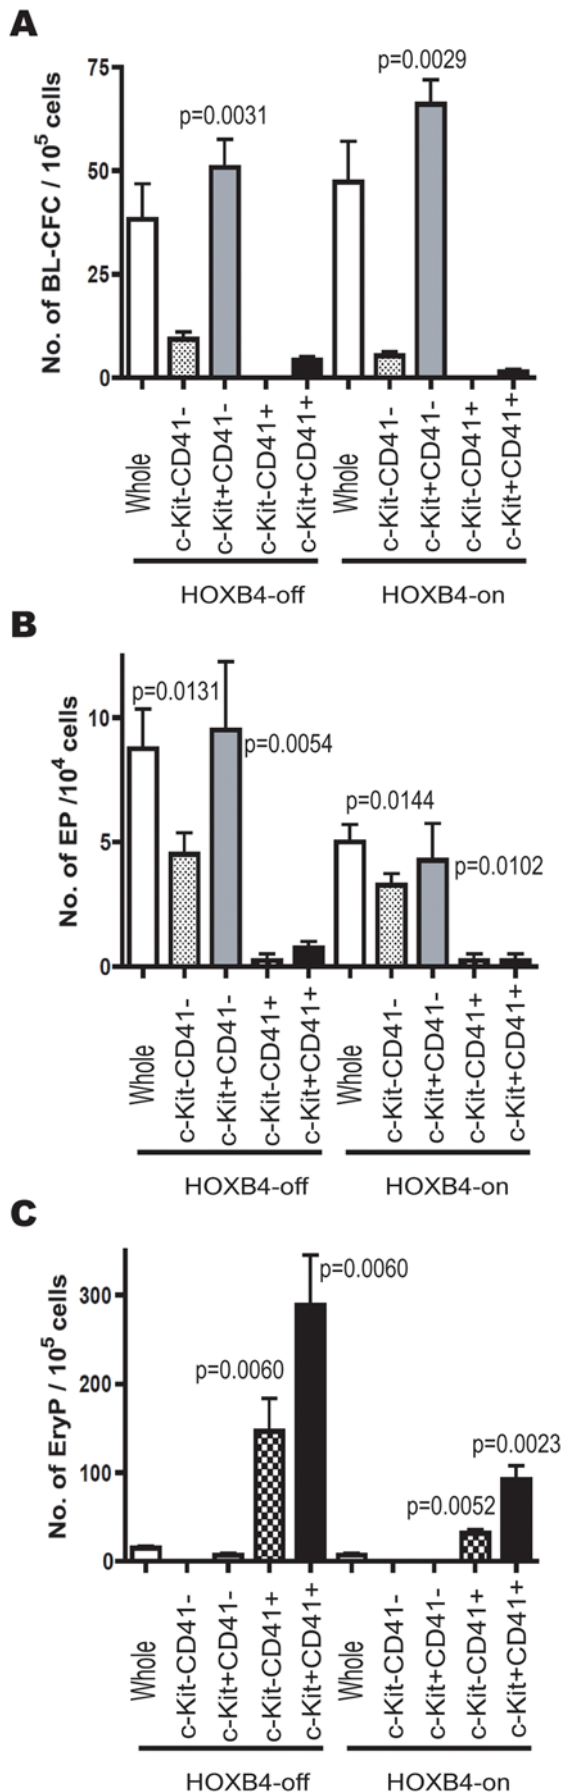 A
No. of BL-CFC / 10⁵ cells
75
50
25
0
p=0.0031
p=0.0029
Whole
c-Kit-CD41-
c-Kit+CD41-
c-Kit-CD41+
c-Kit+CD41+
Whole
c-Kit-CD41-
c-Kit+CD41-
c-Kit-CD41+
c-Kit+CD41+
HOXB4-off
HOXB4-on
B
No. of EP /10⁴ cells
10
5
0
p=0.0131
p=0.0054
p=0.0144
p=0.0102
Whole
c-Kit-CD41-
c-Kit+CD41-
c-Kit-CD41+
c-Kit+CD41+
Whole
c-Kit-CD41-
c-Kit+CD41-
c-Kit-CD41+
c-Kit+CD41+
HOXB4-off
HOXB4-on
C
No. of EryP / 10⁵ cells
300
200
100
0
p=0.0060
p=0.0060
p=0.0052
p=0.0023
Whole
c-Kit-CD41-
c-Kit+CD41-
c-Kit-CD41+
c-Kit+CD41+
Whole
c-Kit-CD41-
c-Kit+CD41-
c-Kit-CD41+
c-Kit+CD41+
HOXB4-off
HOXB4-on